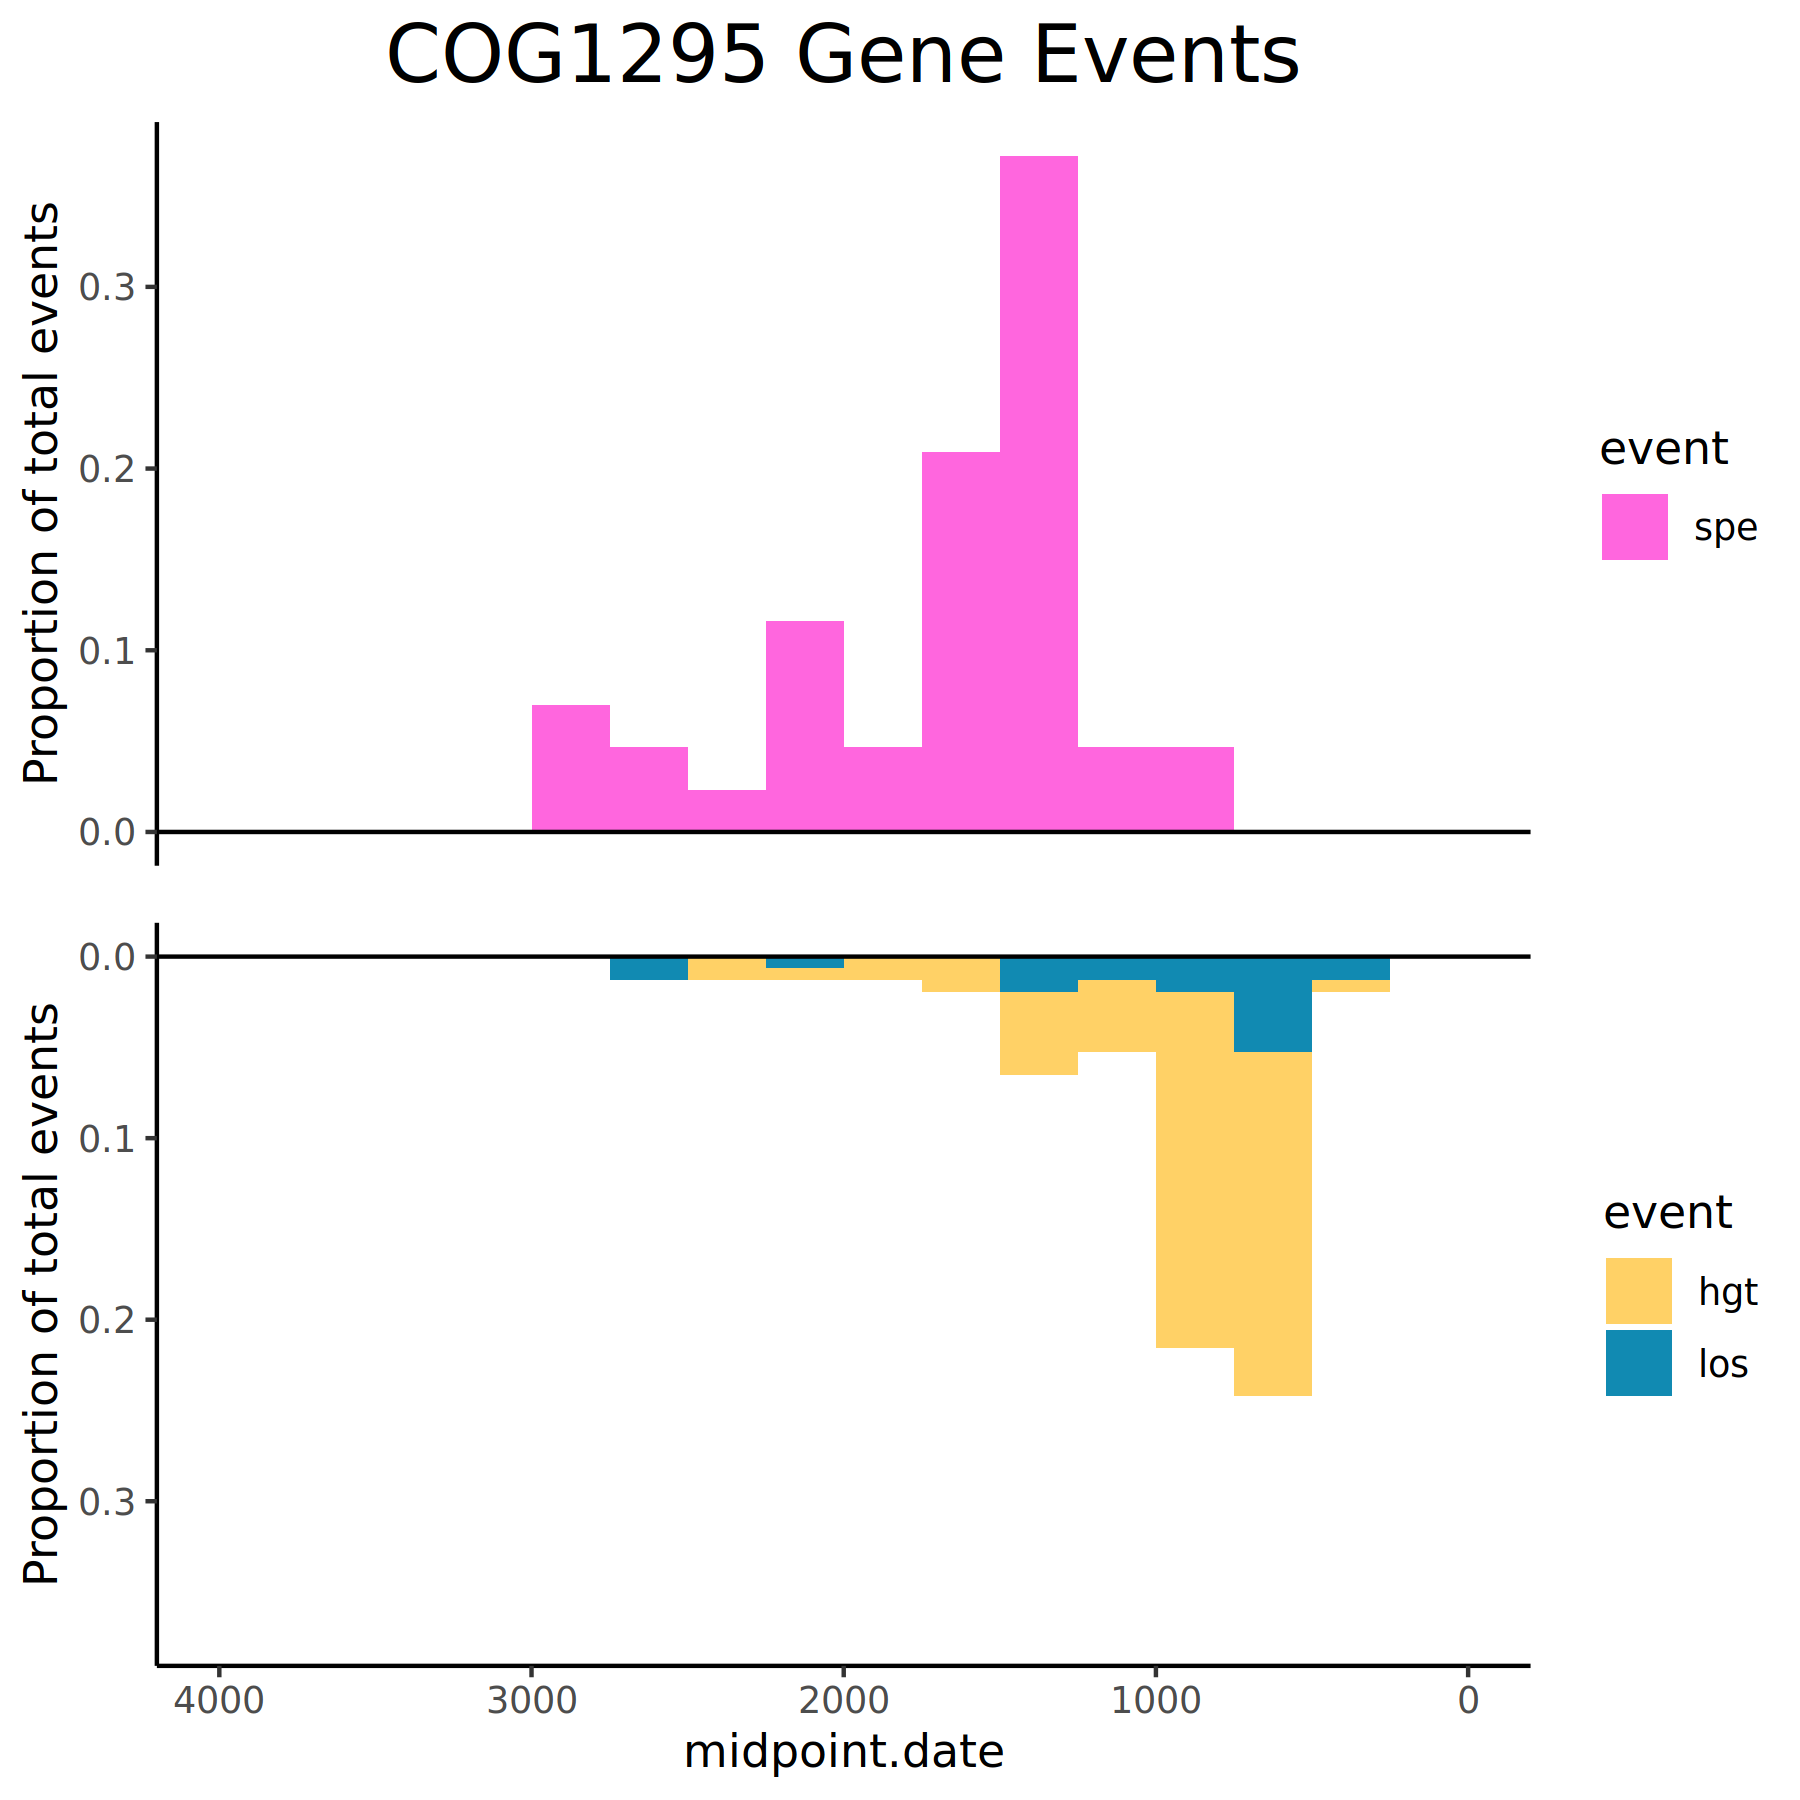 COG1295 Gene Events
Proportion of total events
0.3
0.2
0.1
0.0
event
spe
Proportion of total events
0.0
0.1
0.2
0.3
event
hgt
los
4000 3000 2000 1000 0
midpoint.date